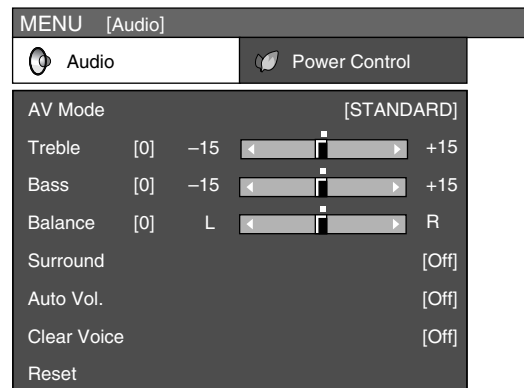 MENU [Audio]
Audio Power Control
AV Mode [STANDARD]
Treble [0] –15 +15
Bass [0] –15 +15
Balance [0] L R
Surround [Off]
Auto Vol. [Off]
Clear Voice [Off]
Reset